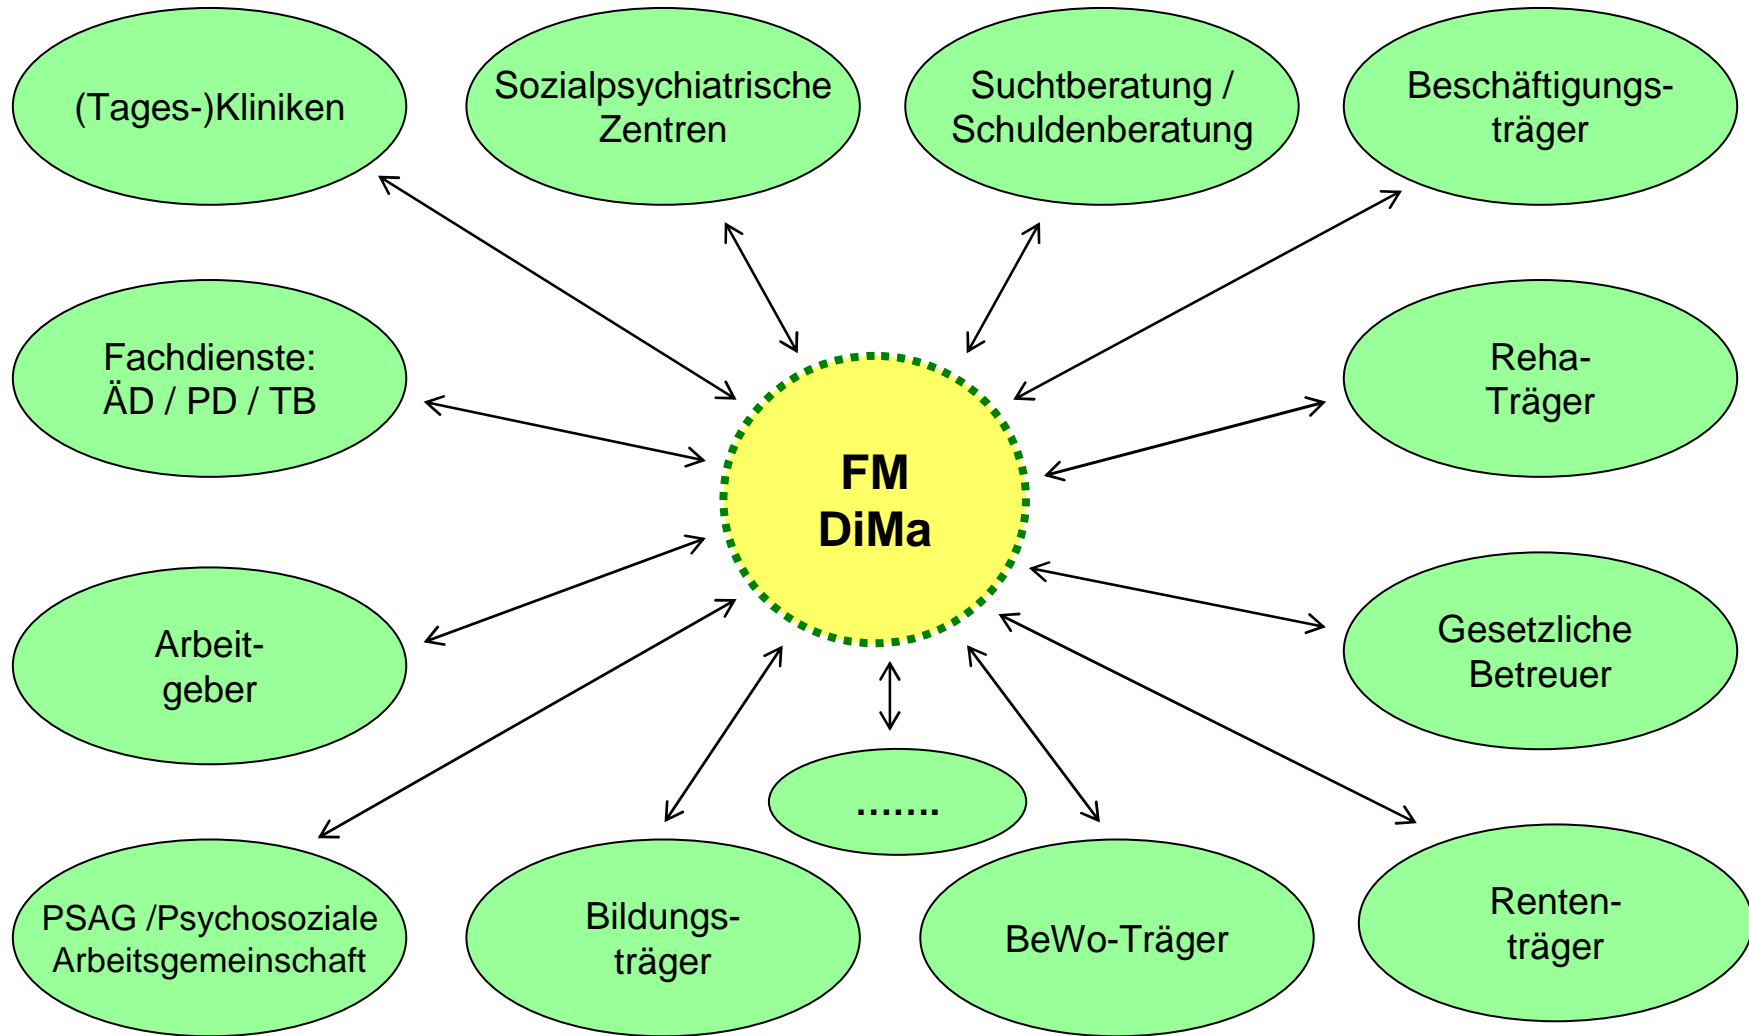 (Tages-)Kliniken
Sozialpsychiatrische
Zentren
Suchtberatung /
Schuldenberatung
Beschäftigungs-
träger
Fachdienste:
ÄD / PD / TB
Reha-
Träger
FM
DiMa
Arbeit-
geber
Gesetzliche
Betreuer
.......
PSAG /Psychosoziale
Arbeitsgemeinschaft
Bildungs-
träger
BeWo-Träger
Renten-
träger